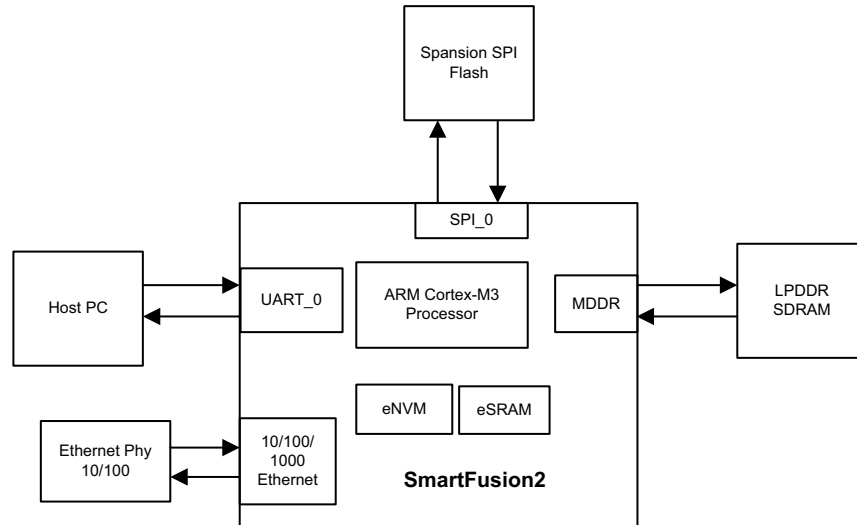 Spansion SPI
Flash
SPI_0
Host PC
UART_0
ARM Cortex-M3
Processor
MDDR
LPDDR
SDRAM
eNVM
eSRAM
Ethernet Phy
10/100
10/100/
1000
Ethernet
SmartFusion2